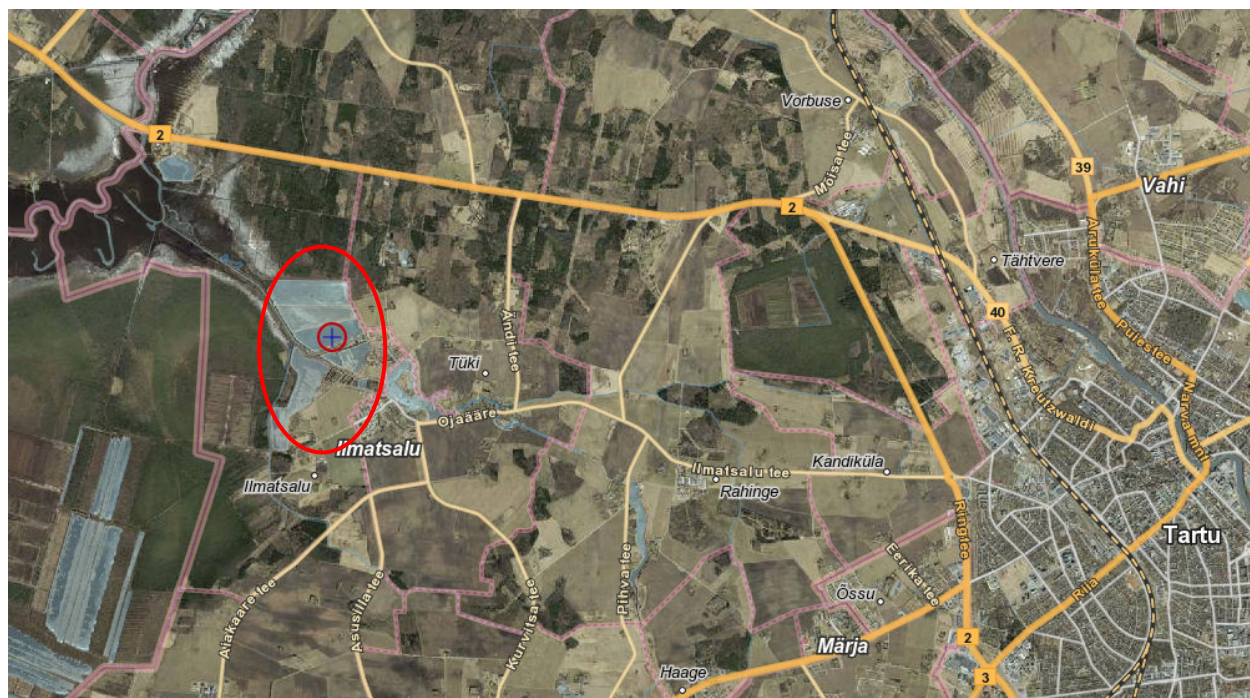 2
Vorbuse
Mõisa tee
39
Vahi
2
Aruküla tee
Tähtvere
40
F. R. Kreutzwaldi
Puiestee
Ändi tee
Tüki
Narva mnt
Ojaääre
Ilmatsalu
Ilmatsalu
Ilmatsalu tee
Kandiküla
Rahinge
Ringtee
Tartu
Aiakaare tee
Asusilla tee
Kurvitsa tee
Pihva tee
Eerika tee
Õssu
Riia
Märja
2
Haage
3